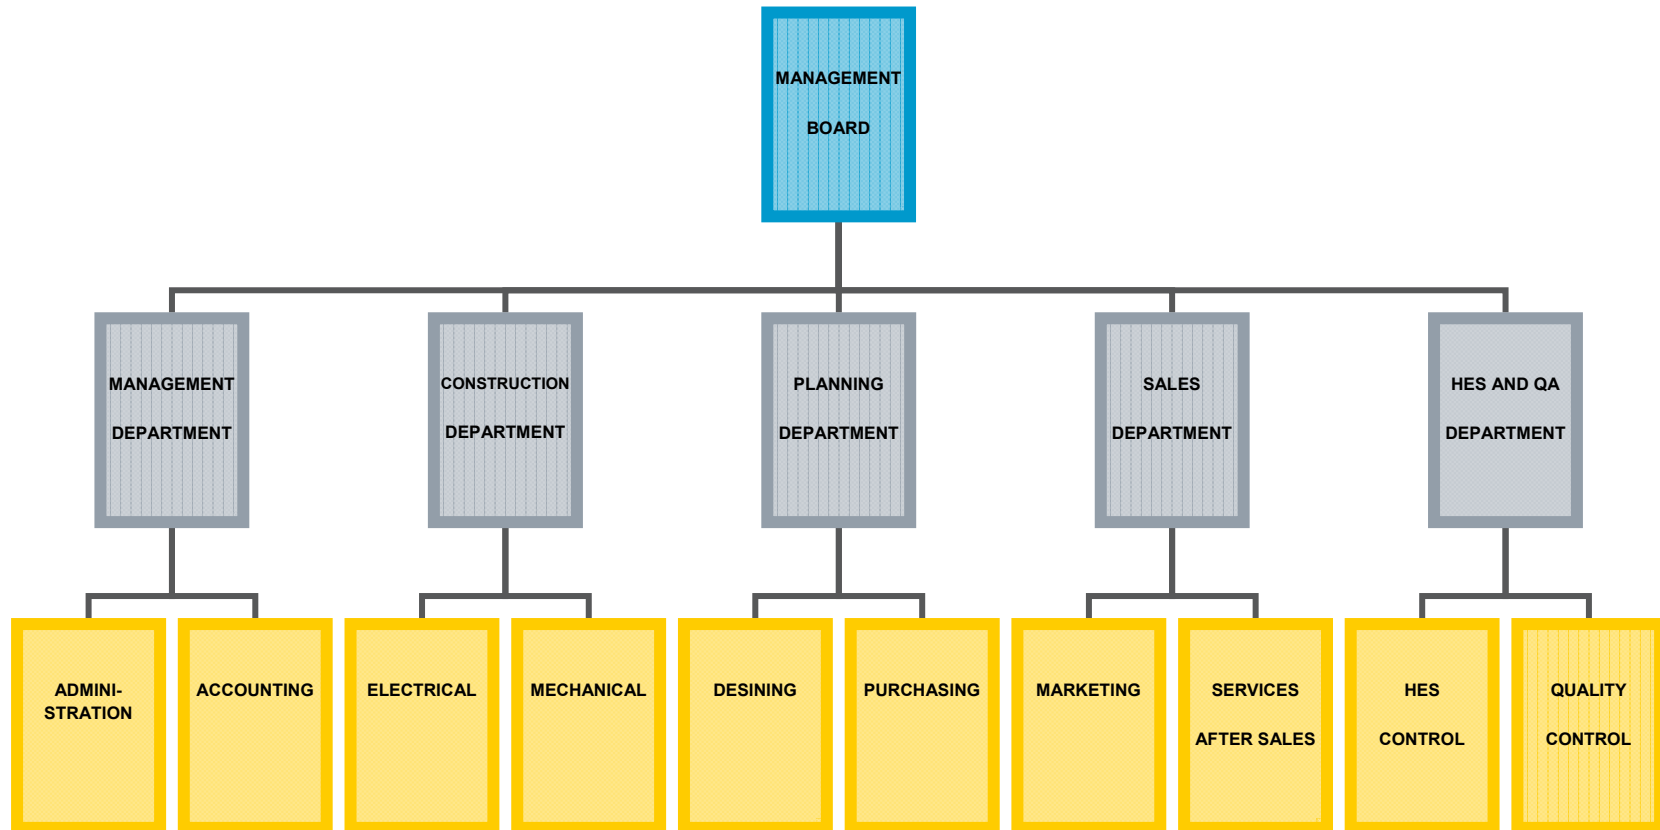 MANAGEMENT
BOARD
MANAGEMENT
DEPARTMENT
CONSTRUCTION
DEPARTMENT
PLANNING
DEPARTMENT
SALES
DEPARTMENT
HES AND QA
DEPARTMENT
ADMINI-
STRATION
ACCOUNTING
ELECTRICAL
MECHANICAL
DESINING
PURCHASING
MARKETING
SERVICES
AFTER SALES
HES
CONTROL
QUALITY
CONTROL